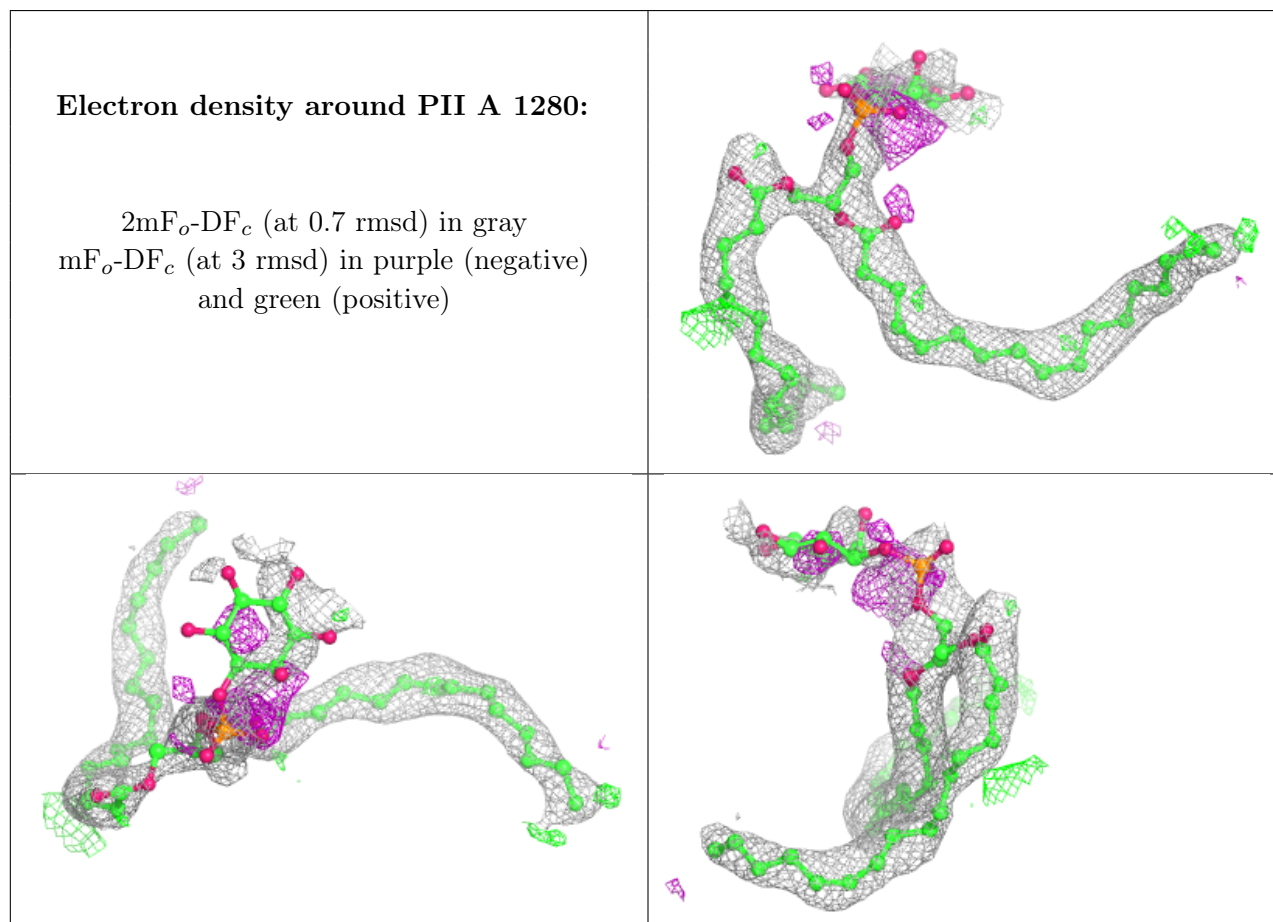 Electron density around PII A 1280:
2mFₒ-DF𝒸 (at 0.7 rmsd) in gray
mFₒ-DF𝒸 (at 3 rmsd) in purple (negative)
and green (positive)